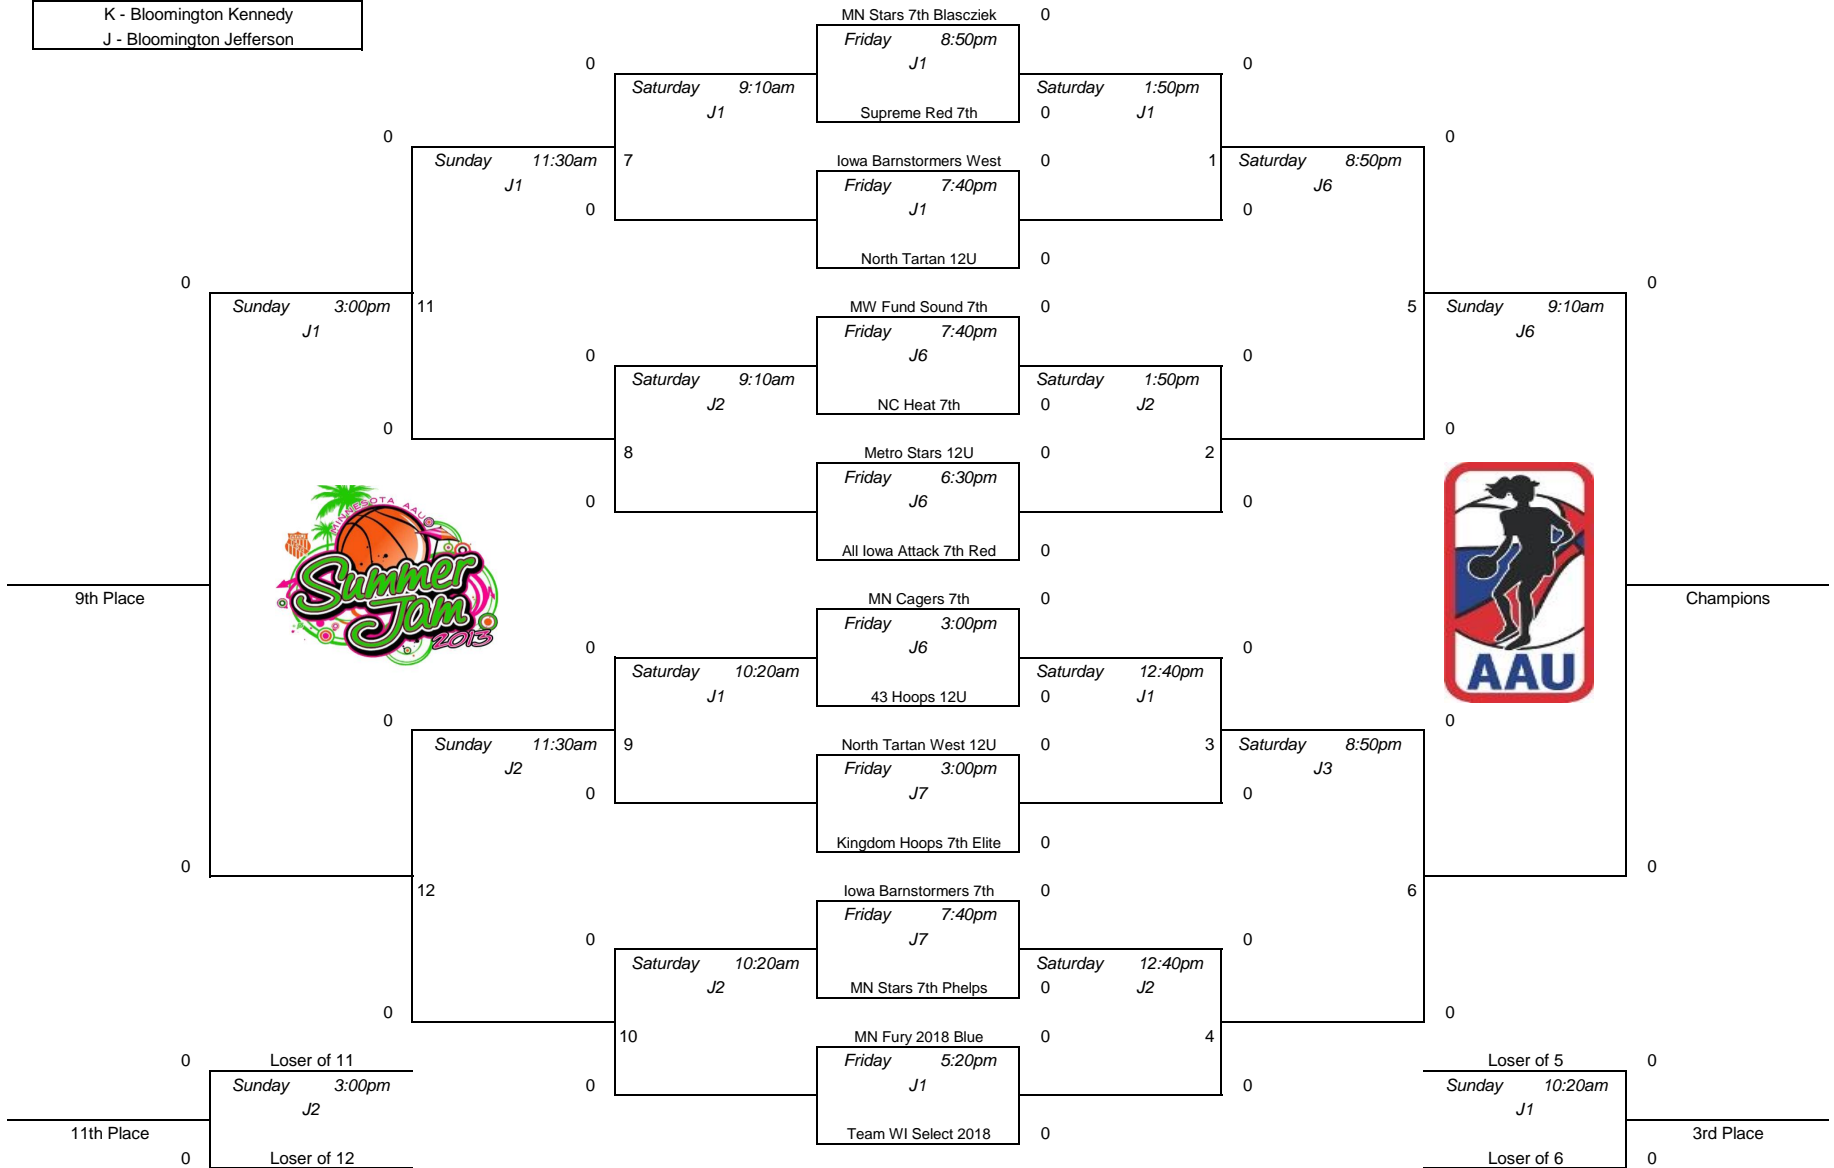 K - Bloomington Kennedy
J - Bloomington Jefferson
MN Stars 7th Blascziek 0
Friday 8:50pm
0 J1 0
Saturday 9:10am Saturday 1:50pm
J1 Supreme Red 7th 0 J1
0 0
Sunday 11:30am 7 Iowa Barnstormers West 0 1 Saturday 8:50pm
J1 Friday 7:40pm J6
0 J1 0
North Tartan 12U 0
0 0
Sunday 3:00pm 11 MW Fund Sound 7th 0 5 Sunday 9:10am
J1 Friday 7:40pm J6
0 J6 0
Saturday 9:10am Saturday 1:50pm
J2 NC Heat 7th 0 J2
0 0
8 Metro Stars 12U 0 2
Friday 6:30pm
0 J6 0
MINNESOTA AAU
Summer
Jam
2013
All Iowa Attack 7th Red 0
9th Place MN Cagers 7th 0 Champions
Friday 3:00pm
0 J6 0
AAU
Saturday 10:20am Saturday 12:40pm
J1 43 Hoops 12U 0 J1
0 0
Sunday 11:30am 9 North Tartan West 12U 0 3 Saturday 8:50pm
J2 Friday 3:00pm J3
0 J7 0
Kingdom Hoops 7th Elite 0
0 0
12 Iowa Barnstormers 7th 0 6
Friday 7:40pm
0 J7 0
Saturday 10:20am Saturday 12:40pm
J2 MN Stars 7th Phelps 0 J2
0 0
10 MN Fury 2018 Blue 0 4
0 Loser of 11 Friday 5:20pm Loser of 5 0
Sunday 3:00pm 0 J1 0 Sunday 10:20am
J2 J1
11th Place Team WI Select 2018 0 3rd Place
0 Loser of 12 Loser of 6 0